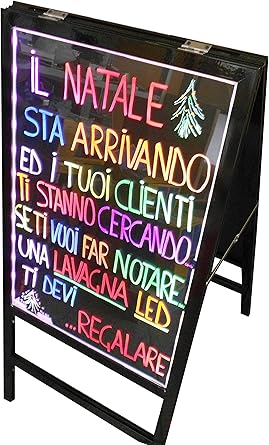 IL NATALE
STA ARRIVANDO
ED I TUOI CLIENTI
TI STANNO CERCANDO...
SE TI VUOI FAR NOTARE...
UNA LAVAGNA LED
TI DEVI
...REGALARE